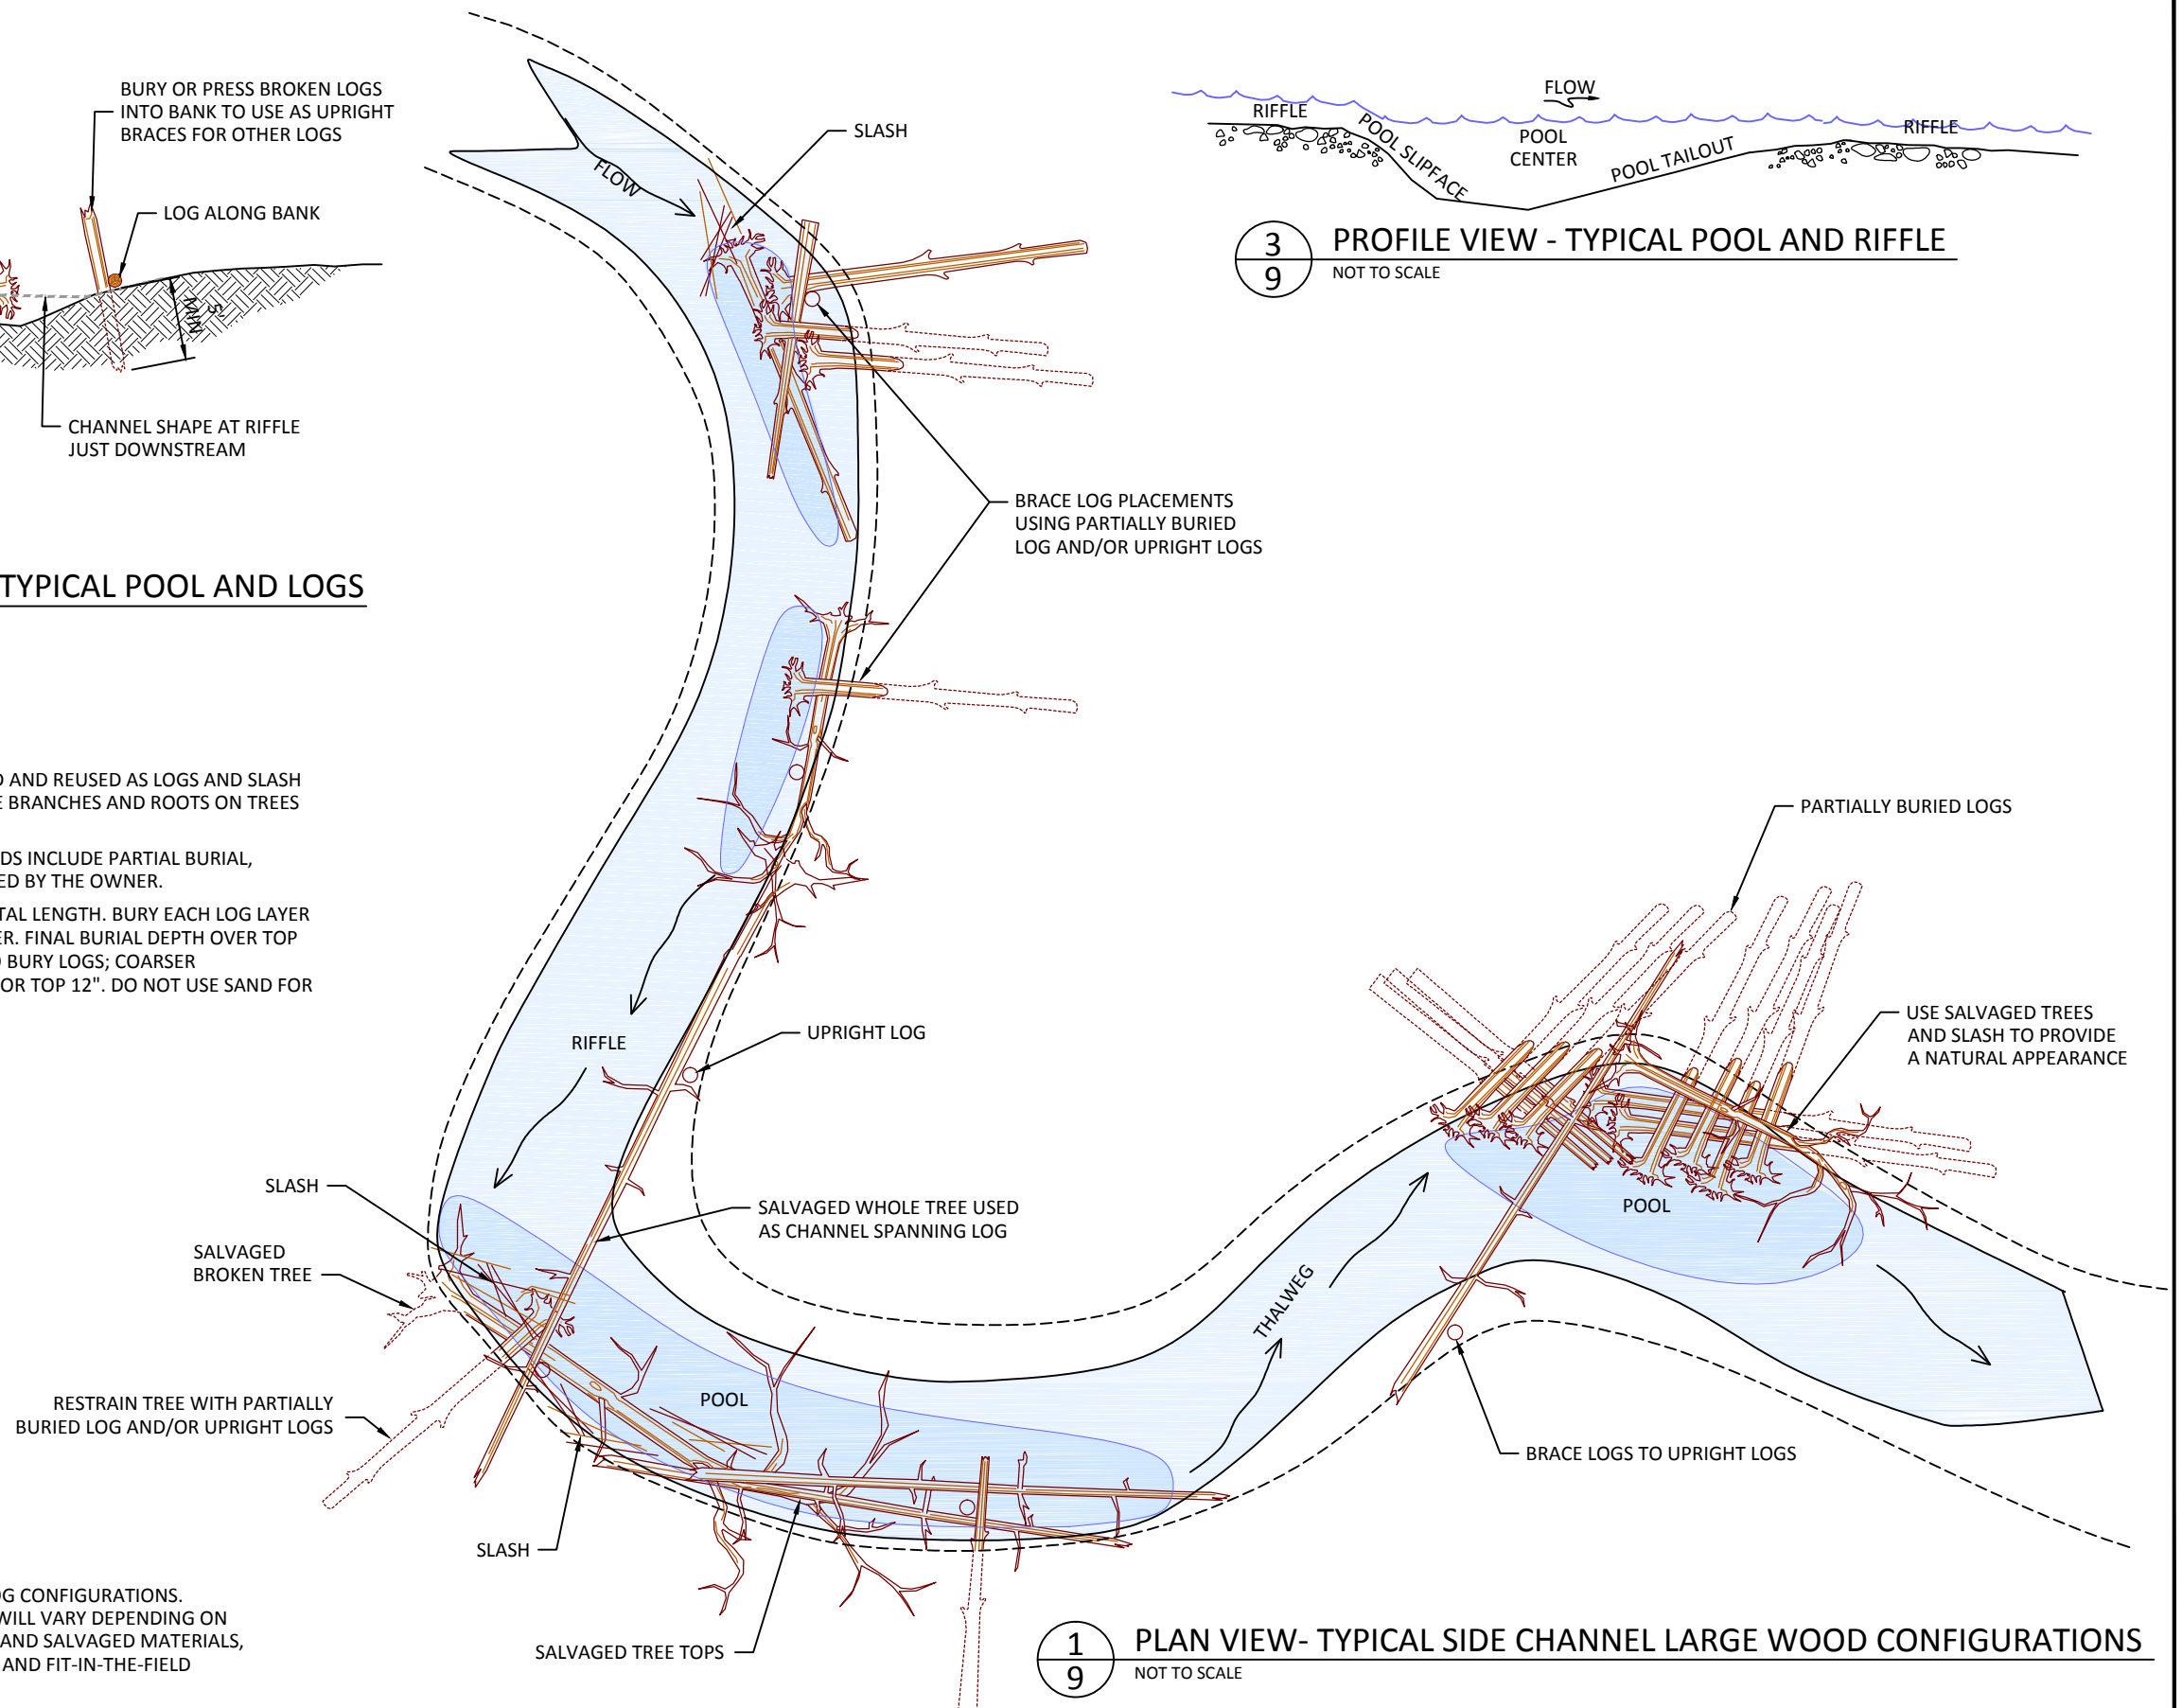 BURY OR PRESS BROKEN LOGS
INTO BANK TO USE AS UPRIGHT
BRACES FOR OTHER LOGS
LOG ALONG BANK
5'
MIN
CHANNEL SHAPE AT RIFFLE
JUST DOWNSTREAM
TYPICAL POOL AND LOGS
AND REUSED AS LOGS AND SLASH
BRANCHES AND ROOTS ON TREES
DS INCLUDE PARTIAL BURIAL,
ED BY THE OWNER.
TAL LENGTH. BURY EACH LOG LAYER
ER. FINAL BURIAL DEPTH OVER TOP
BURY LOGS; COARSER
OR TOP 12". DO NOT USE SAND FOR
OG CONFIGURATIONS.
WILL VARY DEPENDING ON
AND SALVAGED MATERIALS,
AND FIT-IN-THE-FIELD
FLOW
SLASH
BRACE LOG PLACEMENTS
USING PARTIALLY BURIED
LOG AND/OR UPRIGHT LOGS
RIFFLE
UPRIGHT LOG
SLASH
SALVAGED
BROKEN TREE
SALVAGED WHOLE TREE USED
AS CHANNEL SPANNING LOG
RESTRAIN TREE WITH PARTIALLY
BURIED LOG AND/OR UPRIGHT LOGS
POOL
SLASH
SALVAGED TREE TOPS
THALWEG
POOL
PARTIALLY BURIED LOGS
USE SALVAGED TREES
AND SLASH TO PROVIDE
A NATURAL APPEARANCE
BRACE LOGS TO UPRIGHT LOGS
1
9
PLAN VIEW- TYPICAL SIDE CHANNEL LARGE WOOD CONFIGURATIONS
NOT TO SCALE
FLOW
RIFFLE
POOL SLIPFACE
POOL
CENTER
POOL TAILOUT
RIFFLE
3
9
PROFILE VIEW - TYPICAL POOL AND RIFFLE
NOT TO SCALE